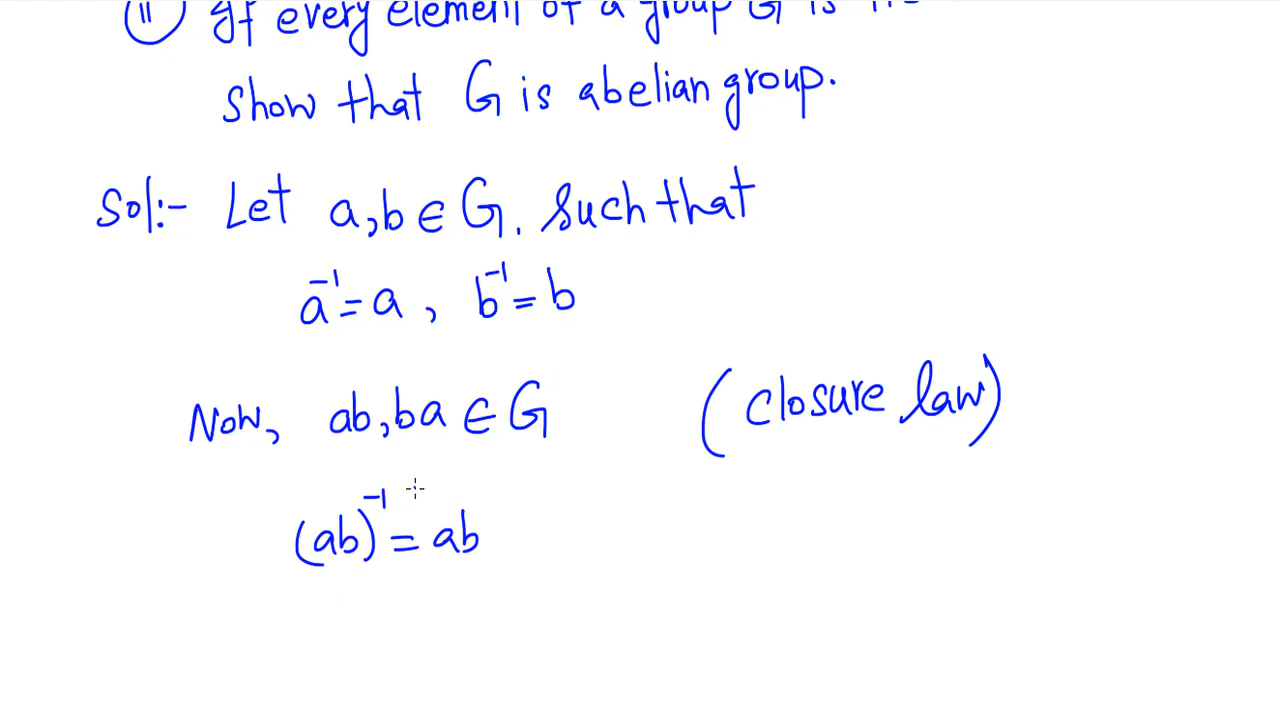 (ii) If every element of a group G is
Show that G is abelian group.
Sol:- Let a,b ∈ G. Such that
a⁻¹ = a , b⁻¹ = b
Now, ab,ba ∈ G (Closure law)
(ab)⁻¹ = ab